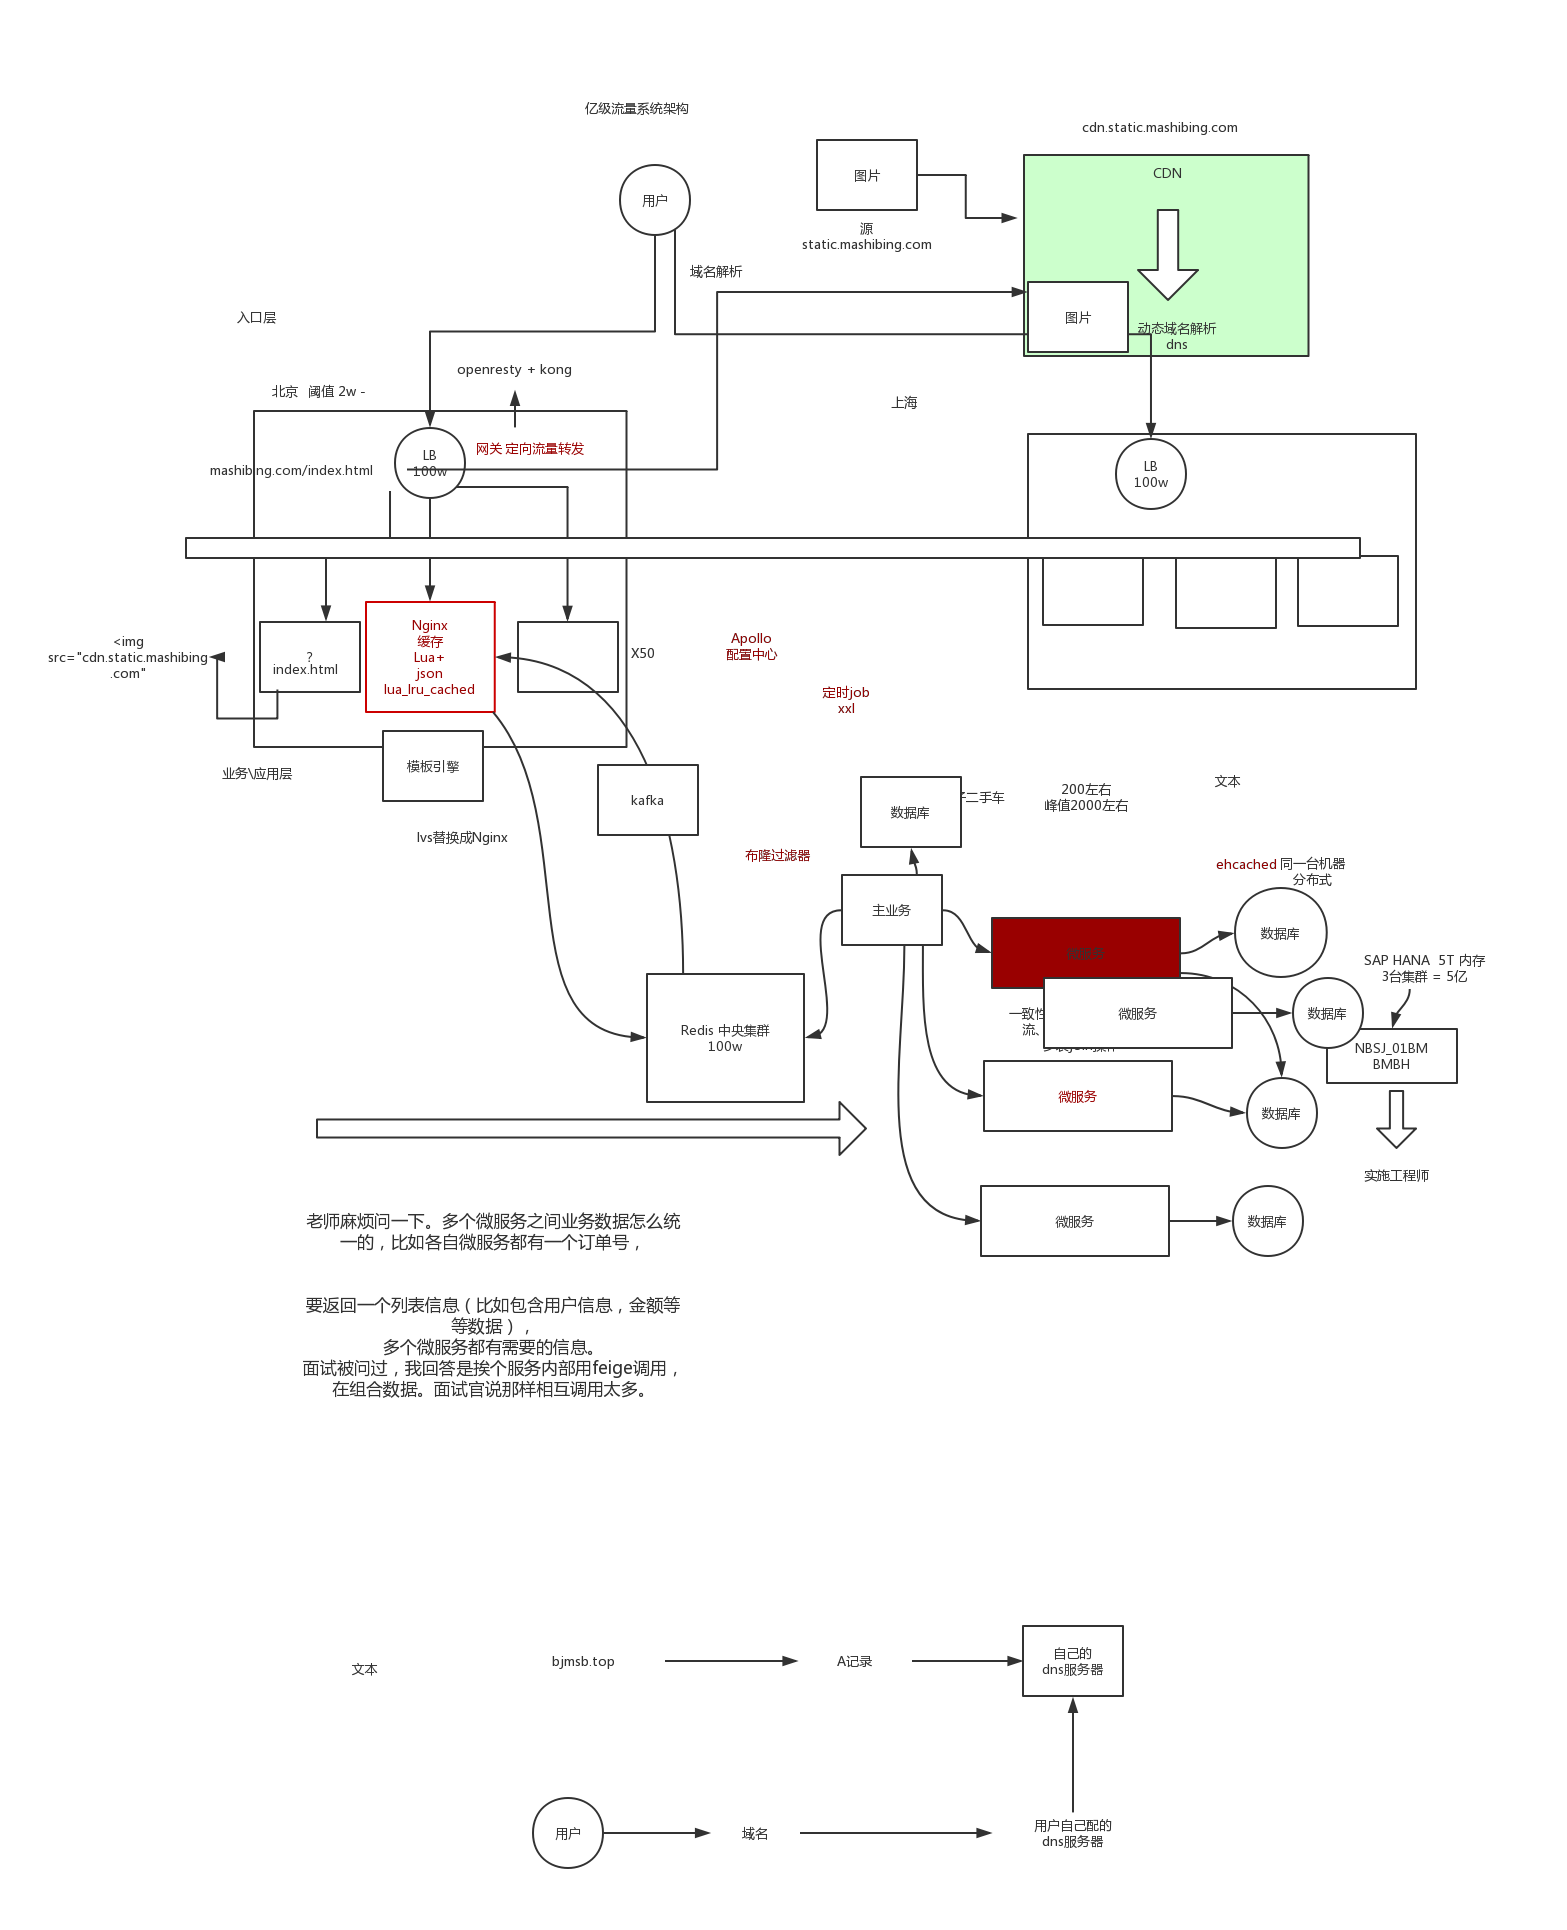 亿级流量系统架构
cdn.static.mashibing.com
CDN
图片
用户
源
static.mashibing.com
域名解析
入口层
图片
动态域名解析
dns
openresty + kong
北京 阈值 2w -
上海
网关 定向流量转发
LB
100w
mashibing.com/index.html
LB
100w
Nginx
缓存
Lua+
json
lua_lru_cached
<img
src="cdn.static.mashibing
.com"
?
index.html
X50
Apollo
配置中心
定时job
xxl
业务\应用层
模板引擎
kafka
lvs替换成Nginx
数据库
二手车
200左右
峰值2000左右
文本
布隆过滤器
ehcached 同一台机器
分布式
主业务
数据库
SAP HANA 5T 内存
3台集群 = 5亿
一致性
流、
微服务
数据库
Redis 中央集群
100w
NBSJ_01BM
BMBH
微服务
数据库
实施工程师
微服务
数据库
老师麻烦问一下。多个微服务之间业务数据怎么统
一的，比如各自微服务都有一个订单号，
要返回一个列表信息（比如包含用户信息，金额等
等数据），
多个微服务都有需要的信息。
面试被问过，我回答是挨个服务内部用feige调用，
在组合数据。面试官说那样相互调用太多。
文本
bjmsb.top
A记录
自己的
dns服务器
用户
域名
用户自己配的
dns服务器